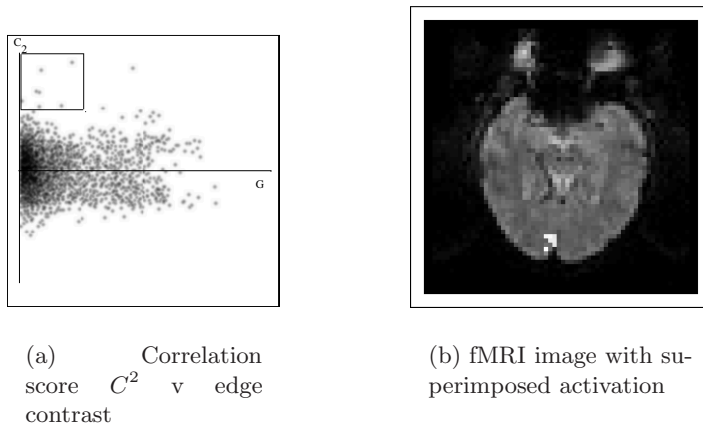 C2
G
(a) Correlation
score C² v edge
contrast
(b) fMRI image with su-
perimposed activation